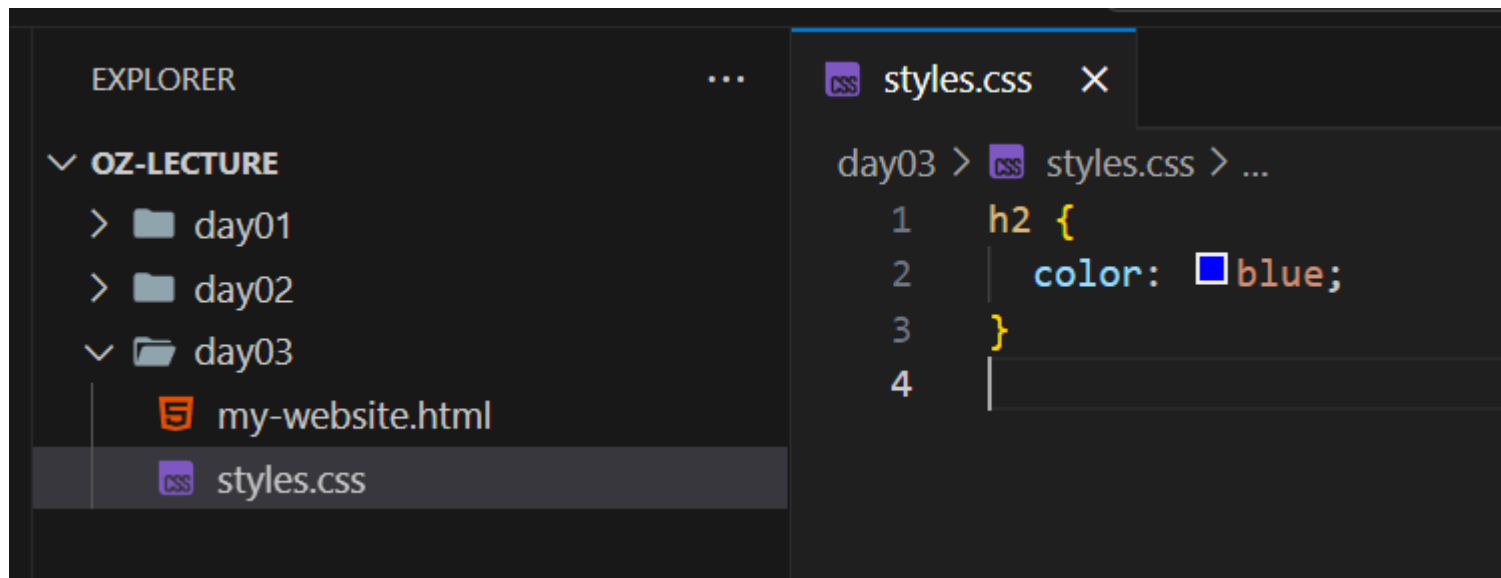 EXPLORER ...
OZ-LECTURE
day01
day02
day03
my-website.html
styles.css
styles.css
day03 > styles.css > ...
1 h2 {
2 color: blue;
3 }
4